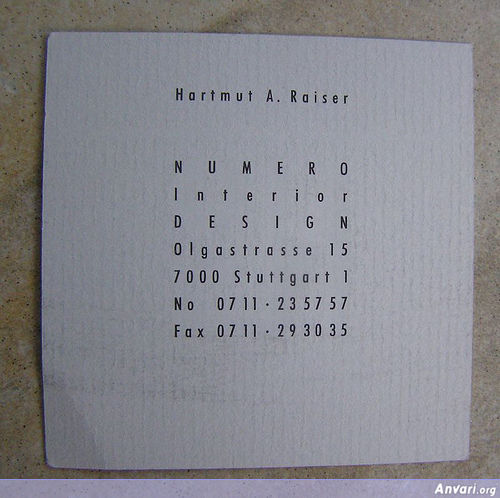 Hartmut A. Raiser
NUMERO
Interior
DESIGN
Olgastrasse 15
7000 Stuttgart 1
No 0711·235757
Fax 0711·293035
Anvari.org